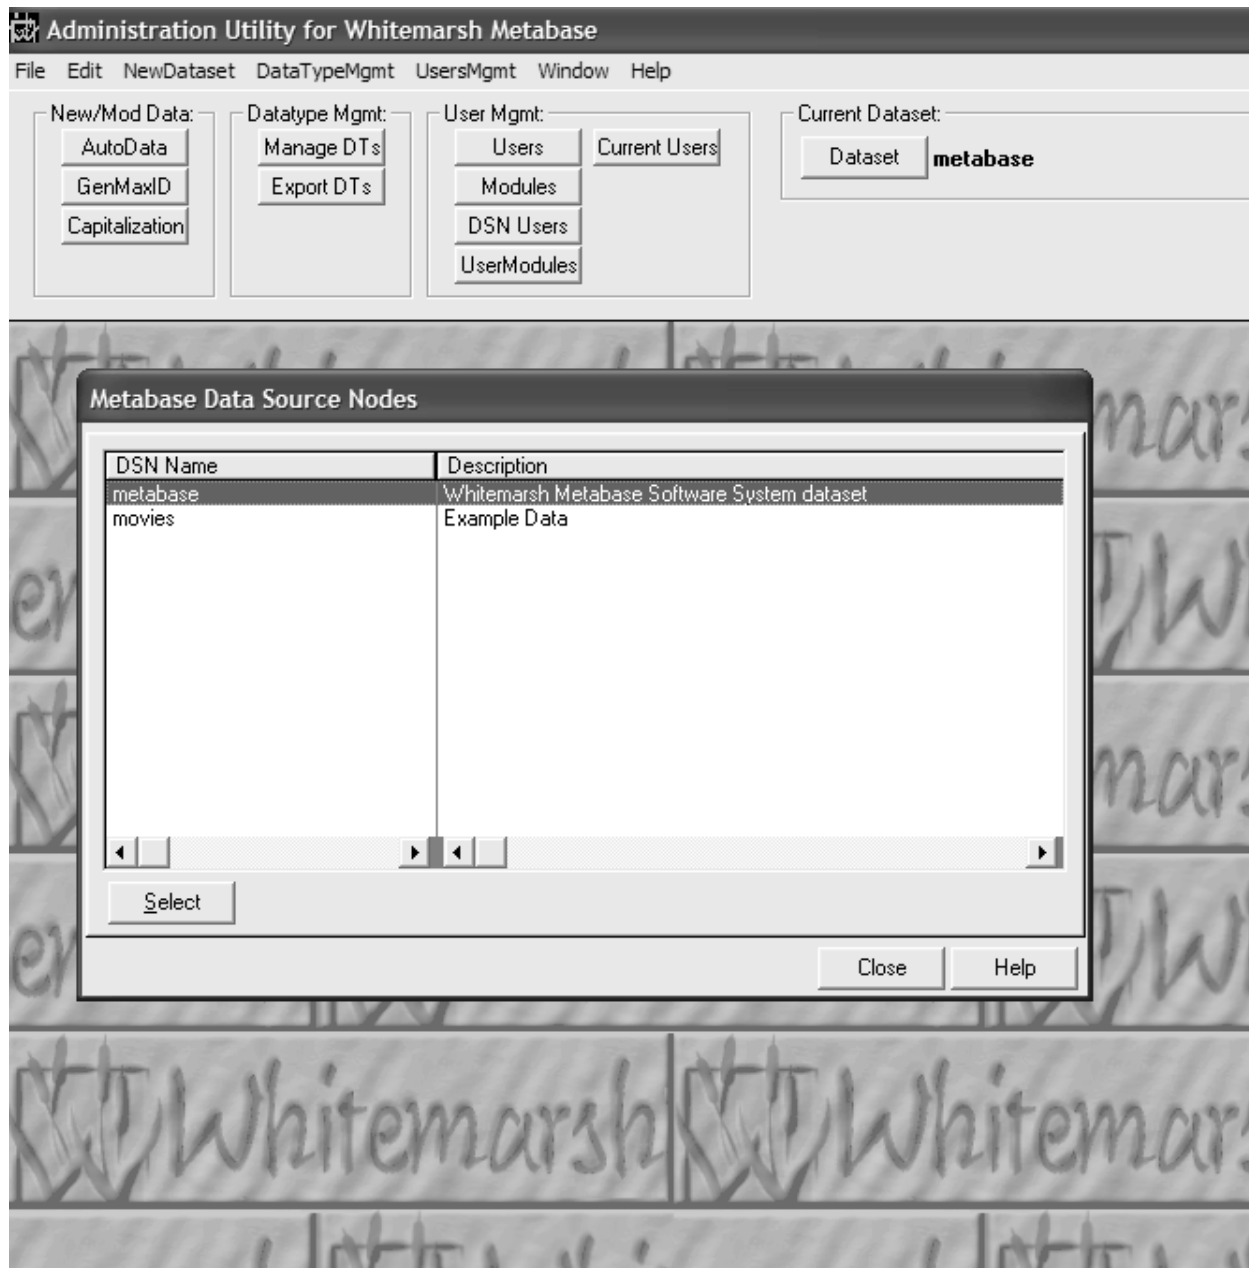 Administration Utility for Whitemarsh Metabase
File Edit NewDataset DataTypeMgmt UsersMgmt Window Help
New/Mod Data: Datatype Mgmt: User Mgmt: Current Dataset:
AutoData Manage DTs Users Current Users Dataset metabase
GenMaxID Export DTs Modules
Capitalization DSN Users
UserModules
Metabase Data Source Nodes
DSN Name Description
metabase Whitemarsh Metabase Software System dataset
movies Example Data
Select
Close Help
Whitemarsh Whitemars